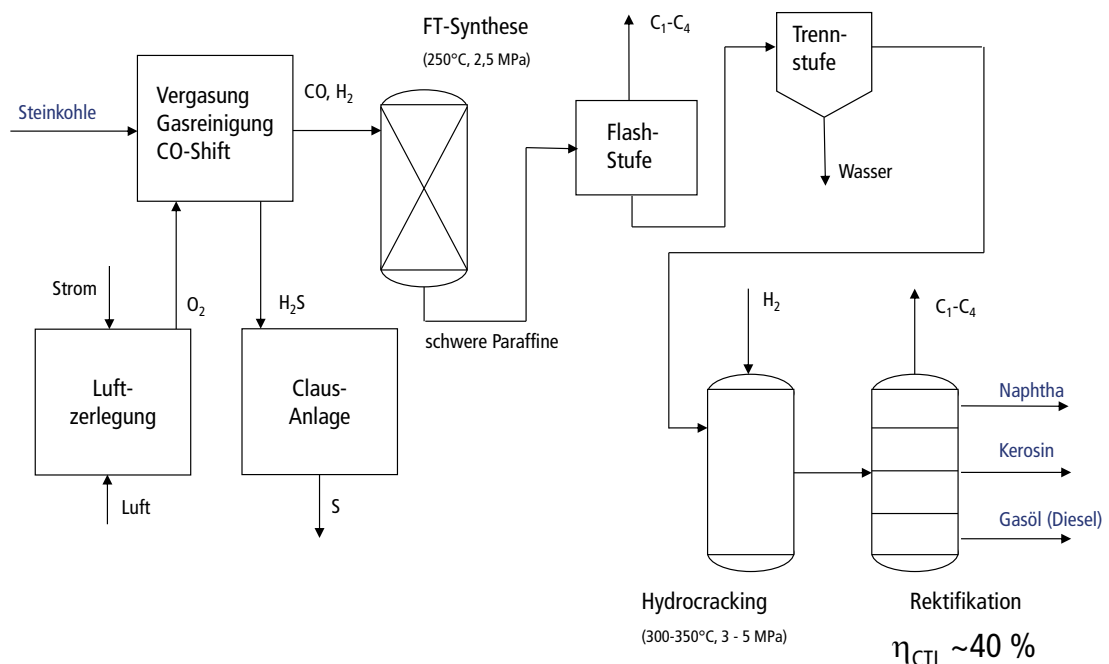 FT-Synthese
(250°C, 2,5 MPa)
C₁-C₄
Trenn-
stufe
Steinkohle
Vergasung
Gasreinigung
CO-Shift
CO, H₂
Flash-
Stufe
Wasser
Strom
O₂
H₂S
schwere Paraffine
H₂
C₁-C₄
Luft-
zerlegung
Claus-
Anlage
Naphtha
Kerosin
Gasöl (Diesel)
Luft
S
Hydrocracking
(300-350°C, 3 - 5 MPa)
Rektifikation
η_CTL ~40 %